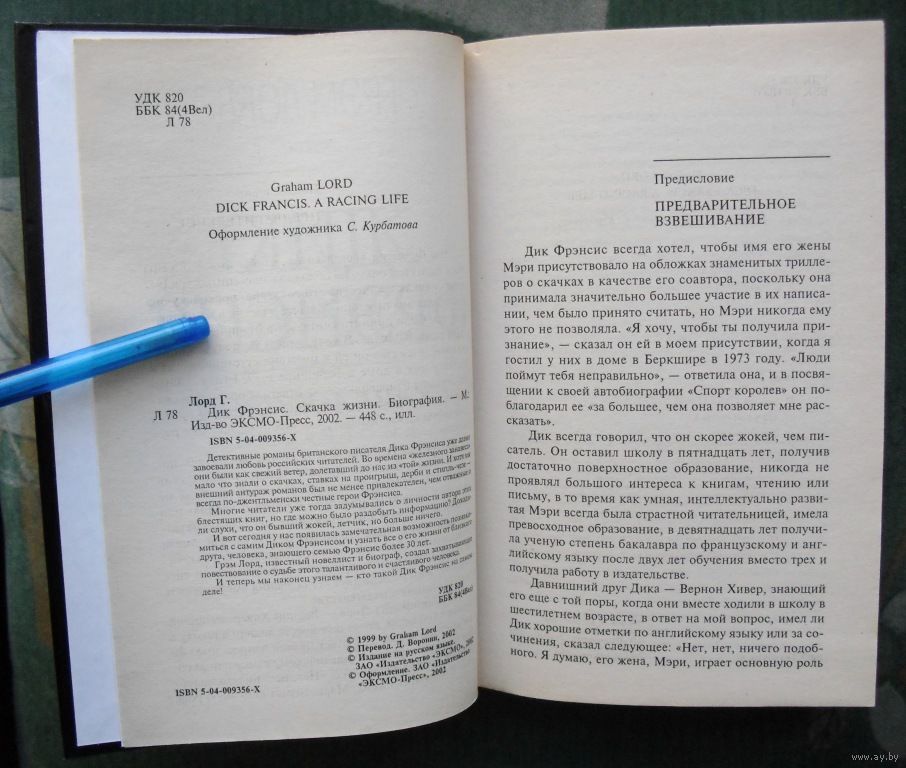 УДК 820
ББК 84(4Вел)
Л 78
Graham LORD
DICK FRANCIS. A RACING LIFE
Оформление художника С. Курбатова
Лорд Г.
Л 78 Дик Фрэнсис. Скачка жизни. Биография. — М:
Изд-во ЭКСМО-Пресс, 2002. — 448 с., илл.
ISBN 5-04-009356-X
Детективные романы британского писателя Дика Фрэнсиса уже давно
завоевали любовь российских читателей. Во времена «железного занавеса»
они были как свежий ветер, долетавший до нас из «той» жизни. И хотя мы
мало что знали о скачках, ставках на проигрыш, дерби и стипль-чез—
внешний антураж романов был не менее привлекателен, чем отважные и
всегда по-джентльменски честные герои Фрэнсиса.
Многие читатели уже тогда задумывались о личности автора этих
блестящих книг, но где можно было раздобыть информацию?
ли слухи, что он бывший жокей, летчик, но больше ничего.
И вот сегодня у нас появилась замечательная возможность
миться с самим Диком Фрэнсисом и узнать все о его жизни от близкого
друга, человека, знающего семью Фрэнсис более 30 лет.
Грэм Лорд, известный новеллист и биограф, создал захватывающее
повествование о судьбе этого талантливого и счастливого человека.
И теперь мы наконец узнаем — кто такой Дик Фрэнсис на самом
деле!
УДК 820
ББК 84(4Вел)
© 1999 by Graham Lord
© Перевод. Д. Воронин, 2002
© Издание на русском языке.
ЗАО «Издательство «ЭКСМО», 2002
© Оформление. ЗАО «Издательство
«ЭКСМО-Пресс», 2002
ISBN 5-04-009356-X
Предисловие
ПРЕДВАРИТЕЛЬНОЕ
ВЗВЕШИВАНИЕ
Дик Фрэнсис всегда хотел, чтобы имя его жены
Мэри присутствовало на обложках знаменитых трилле-
ров о скачках в качестве его соавтора, поскольку она
принимала значительно большее участие в их написа-
нии, чем было принято считать, но Мэри никогда ему
этого не позволяла. «Я хочу, чтобы ты получила при-
знание», — сказал он ей в моем присутствии, когда я
гостил у них в доме в Беркшире в 1973 году. «Люди
поймут тебя неправильно», — ответила она, и в посвя-
щении к своей автобиографии «Спорт королев» он по-
благодарил ее «за большее, чем она позволяет мне рас-
сказать».
Дик всегда говорил, что он скорее жокей, чем пи-
сатель. Он оставил школу в пятнадцать лет, получив
достаточно поверхностное образование, никогда не
проявлял большого интереса к книгам, чтению или
письму, в то время как умная, интеллектуально разви-
тая Мэри всегда была страстной читательницей, имела
превосходное образование, в девятнадцать лет получи-
ла ученую степень бакалавра по французскому и анг-
лийскому языку после двух лет обучения вместо трех и
получила работу в издательстве.
Давнишний друг Дика — Вернон Хивер, знающий
его еще с той поры, когда они вместе ходили в школу в
шестилетнем возрасте, в ответ на мой вопрос, имел ли
Дик хорошие отметки по английскому языку или за со-
чинения, сказал следующее: «Нет, нет, ничего подоб-
ного. Я думаю, его жена, Мэри, играет основную роль
www.ay.by